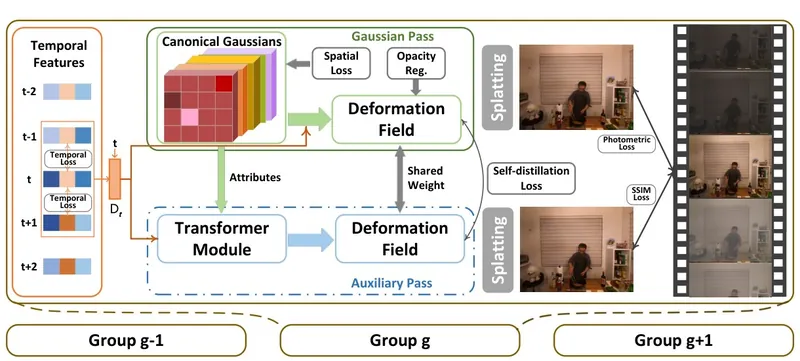 Temporal
Features
t-2
t-1
Temporal
Loss
t
Temporal
Loss
t+1
t+2
t
Dτ
Gaussian Pass
Canonical Gaussians
Spatial
Loss
Opacity
Reg.
Deformation
Field
Attributes
Shared
Weight
Self-distillation
Loss
Transformer
Module
Deformation
Field
Auxiliary Pass
Splatting
Splatting
Photometric
Loss
SSIM
Loss
Group g-1
Group g
Group g+1